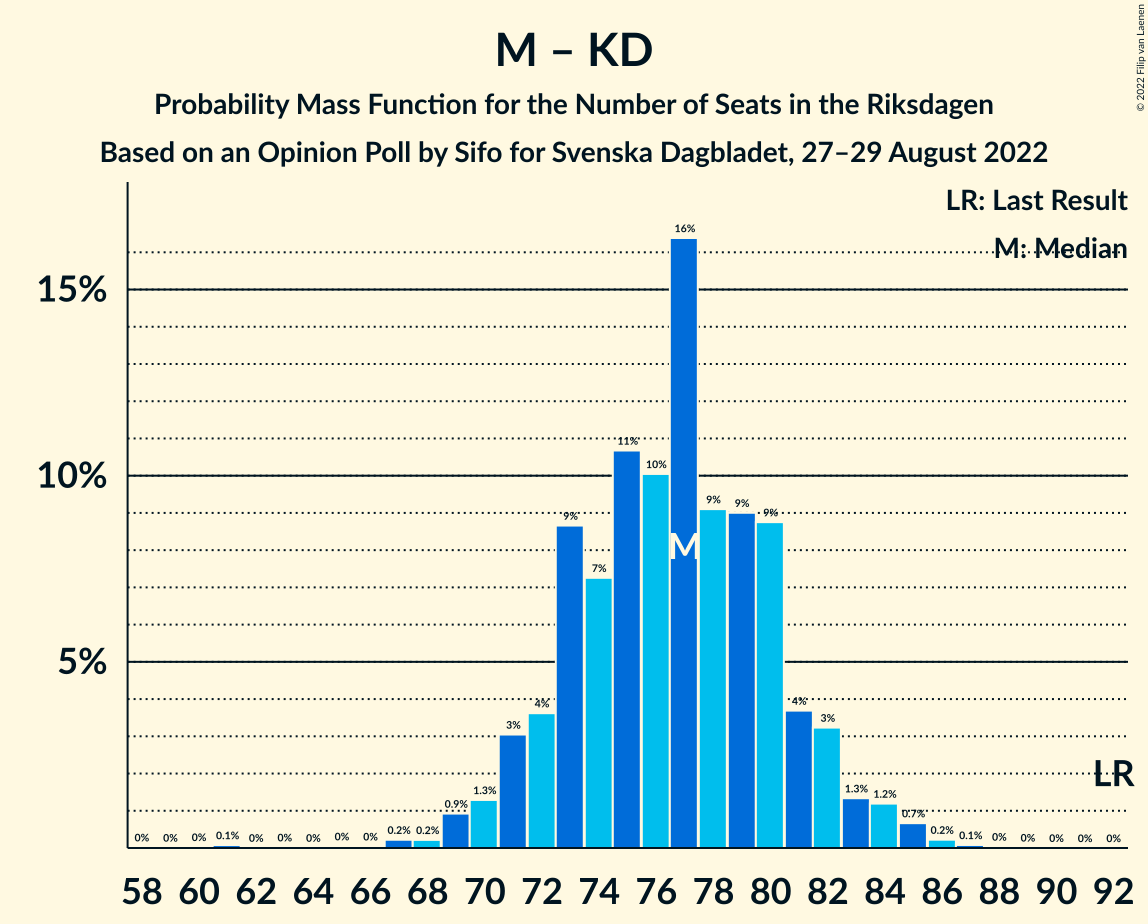 M – KD
Probability Mass Function for the Number of Seats in the Riksdagen
Based on an Opinion Poll by Sifo for Svenska Dagbladet, 27–29 August 2022
© 2022 Filip van Laenen
LR: Last Result
M: Median
15%
10%
5%
0% 0% 0% 0.1% 0% 0% 0% 0% 0% 0.2% 0.2% 0.9% 1.3% 3% 4% 9% 7% 11% 10% 16% 9% 9% 9% 4% 3% 1.3% 1.2% 0.7% 0.2% 0.1% 0% 0% 0% 0% 0%
M
LR
58 60 62 64 66 68 70 72 74 76 78 80 82 84 86 88 90 92